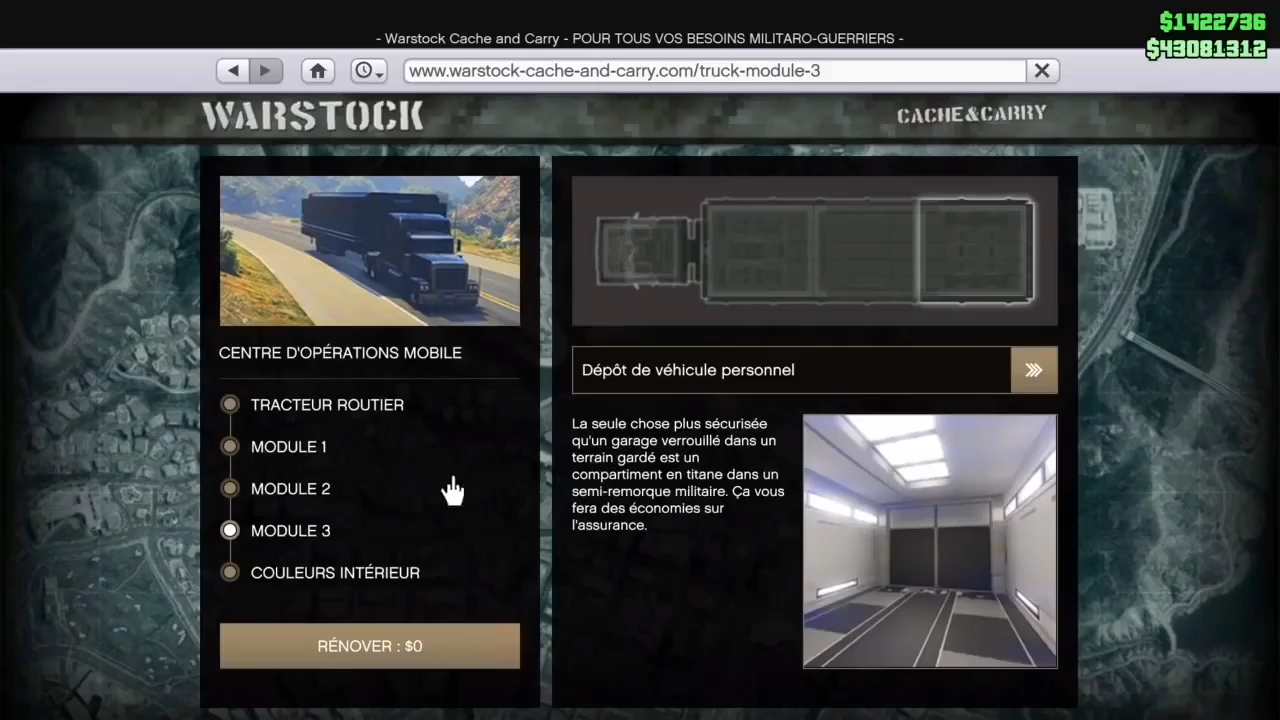 $1422736
- Warstock Cache and Carry - POUR TOUS VOS BESOINS MILITARO-GUERRIERS -
$43081312
www.warstock-cache-and-carry.com/truck-module-3
WARSTOCK
CACHE&CARRY
CENTRE D'OPÉRATIONS MOBILE
TRACTEUR ROUTIER
MODULE 1
MODULE 2
MODULE 3
COULEURS INTÉRIEUR
RÉNOVER : $0
Dépôt de véhicule personnel
La seule chose plus sécurisée
qu'un garage verrouillé dans un
terrain gardé est un
compartiment en titane dans un
semi-remorque militaire. Ça vous
fera des économies sur
l'assurance.